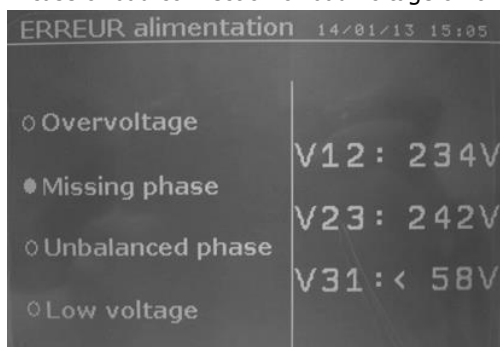 ERREUR alimentation 14/01/13 15:05
Overvoltage
V12: 234V
Missing phase
V23: 242V
Unbalanced phase
V31:< 58V
Low voltage